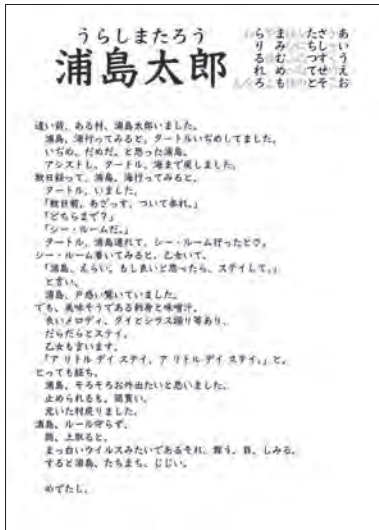 うらしまたろう
浦島太郎
らまたさあ
りみちしい
るむつすう
れめてせえ
ろもとそお
遠い前、ある村、浦島太郎いました。
浦島、海行ってみると、タートルいぢめしてました。
いぢめ、だめだ。と思った浦島、
アシストし、タートル、海まで戻しました。
数日経って、浦島、海行ってみると、
タートル、いました。
「数日前、あざっす、ついて参れ。」
「どちらまで?」
「シー・ルームだ。」
タートル、浦島連れて、シー・ルーム行ったとさ。
シー・ルーム着いてみると、乙女いて、
「浦島、えらい。もし良いと思ったら、ステイして。」
と言い、
浦島、戸惑い驚いていました。
でも、美味そうである刺身と味噌汁、
良いメロディ、タイとシラス踊り等あり、
だらだらとステイ。
乙女も言います。
「ア リトル デイ ステイ、ア リトル デイ ステイ。」と。
とっても経ち、
浦島、そろそろお外出たいと思いました。
止められるも、
元いた村戻りました。
浦島、ルール守らず、
上取ると、
まっ白いウイルスみたいであるそれ、舞う。目、しみる。
すると浦島、たちまち、じじい。
めでたし。